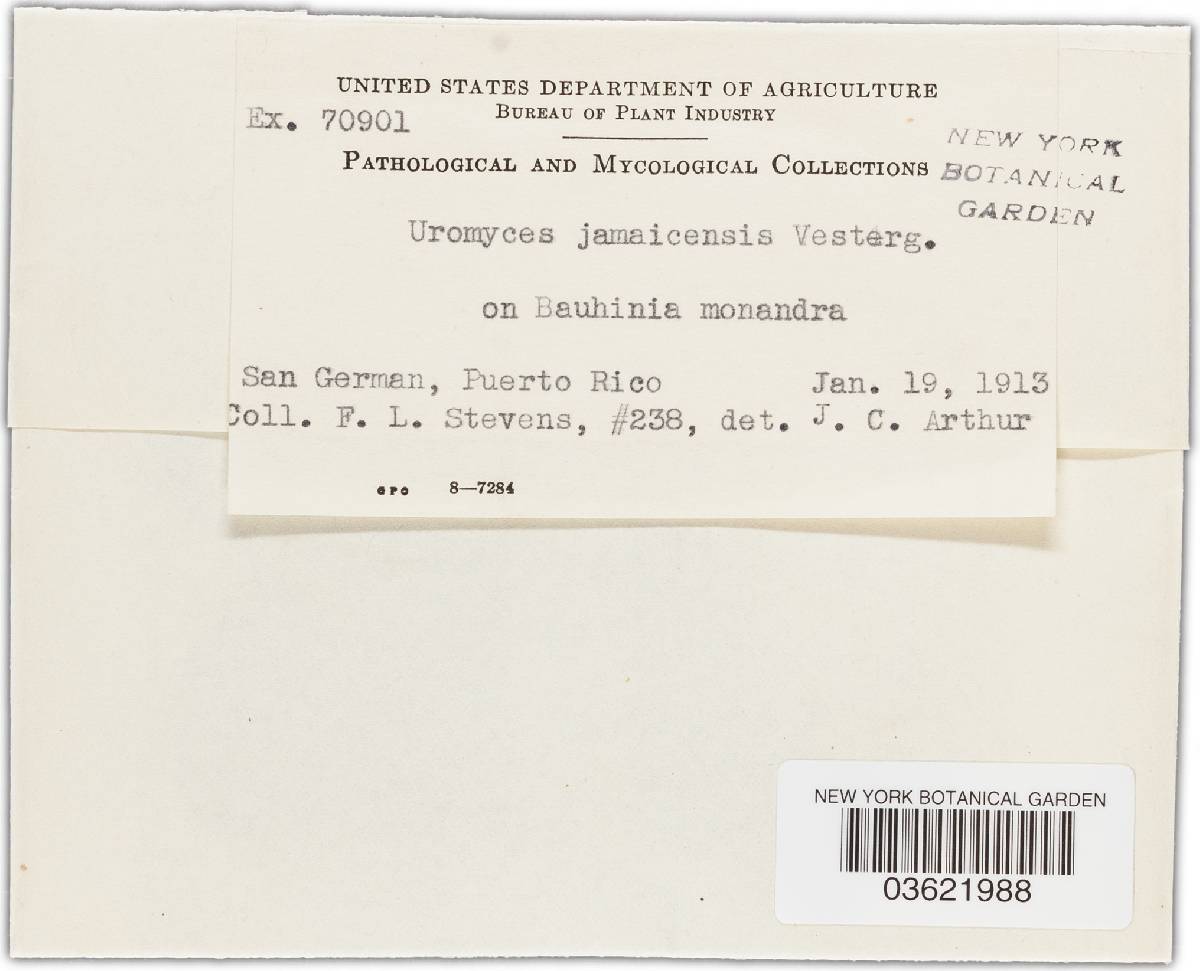 UNITED STATES DEPARTMENT OF AGRICULTURE
BUREAU OF PLANT INDUSTRY
Ex. 70901
PATHOLOGICAL AND MYCOLOGICAL COLLECTIONS
NEW YORK
BOTANICAL
GARDEN
Uromyces jamaicensis Vesterg.
on Bauhinia monandra
San German, Puerto Rico Jan. 19, 1913
Coll. F. L. Stevens, #238, det. J. C. Arthur
GPO 8—7284
NEW YORK BOTANICAL GARDEN
03621988